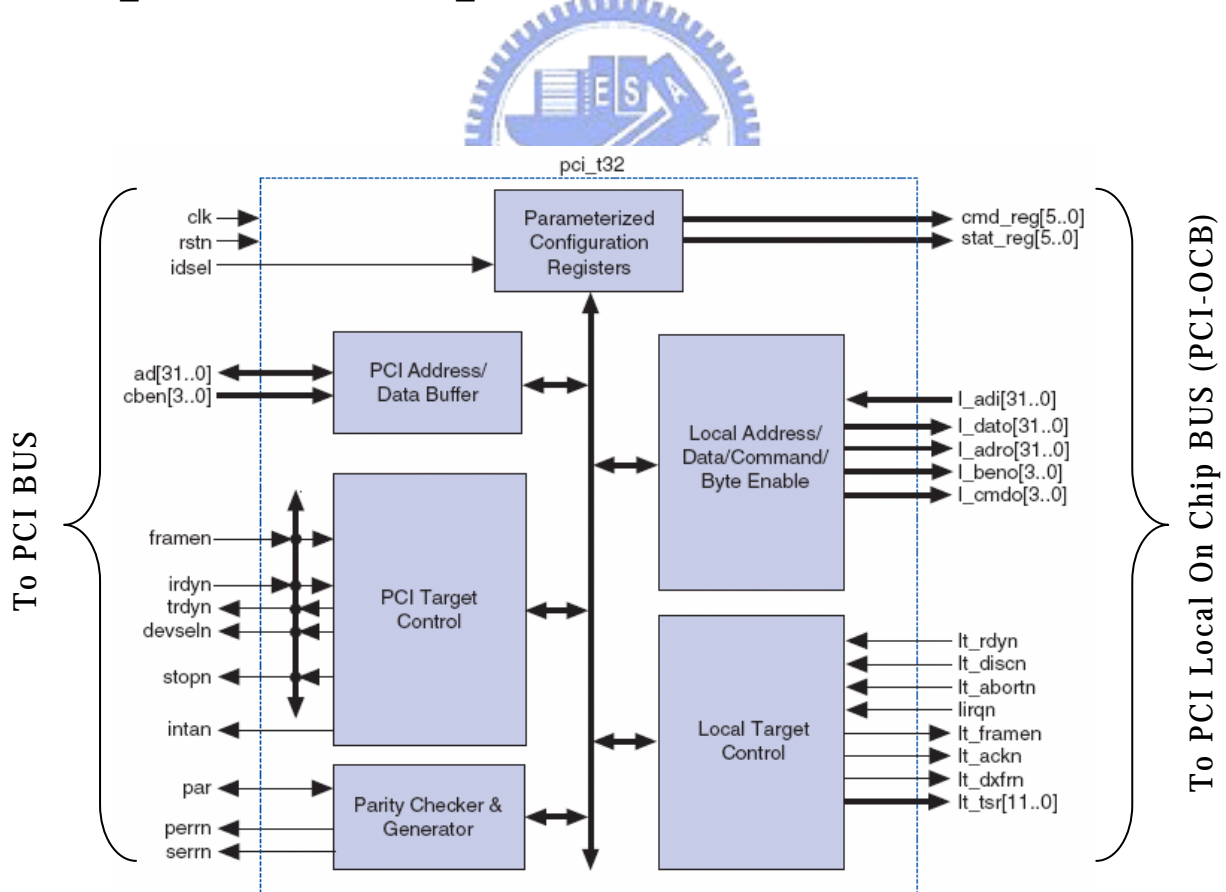 ESA
pci_t32
To PCI BUS
clk
rstn
idsel
ad[31..0]
cben[3..0]
framen
irdyn
trdyn
devseln
stopn
intan
par
perrn
serrn
Parameterized
Configuration
Registers
PCI Address/
Data Buffer
PCI Target
Control
Parity Checker &
Generator
Local Address/
Data/Command/
Byte Enable
Local Target
Control
cmd_reg[5..0]
stat_reg[5..0]
l_adi[31..0]
l_dato[31..0]
l_adro[31..0]
l_beno[3..0]
l_cmdo[3..0]
lt_rdyn
lt_discn
lt_abortn
lirqn
lt_framen
lt_ackn
lt_dxfrn
lt_tsr[11..0]
To PCI Local On Chip BUS (PCI-OCB)